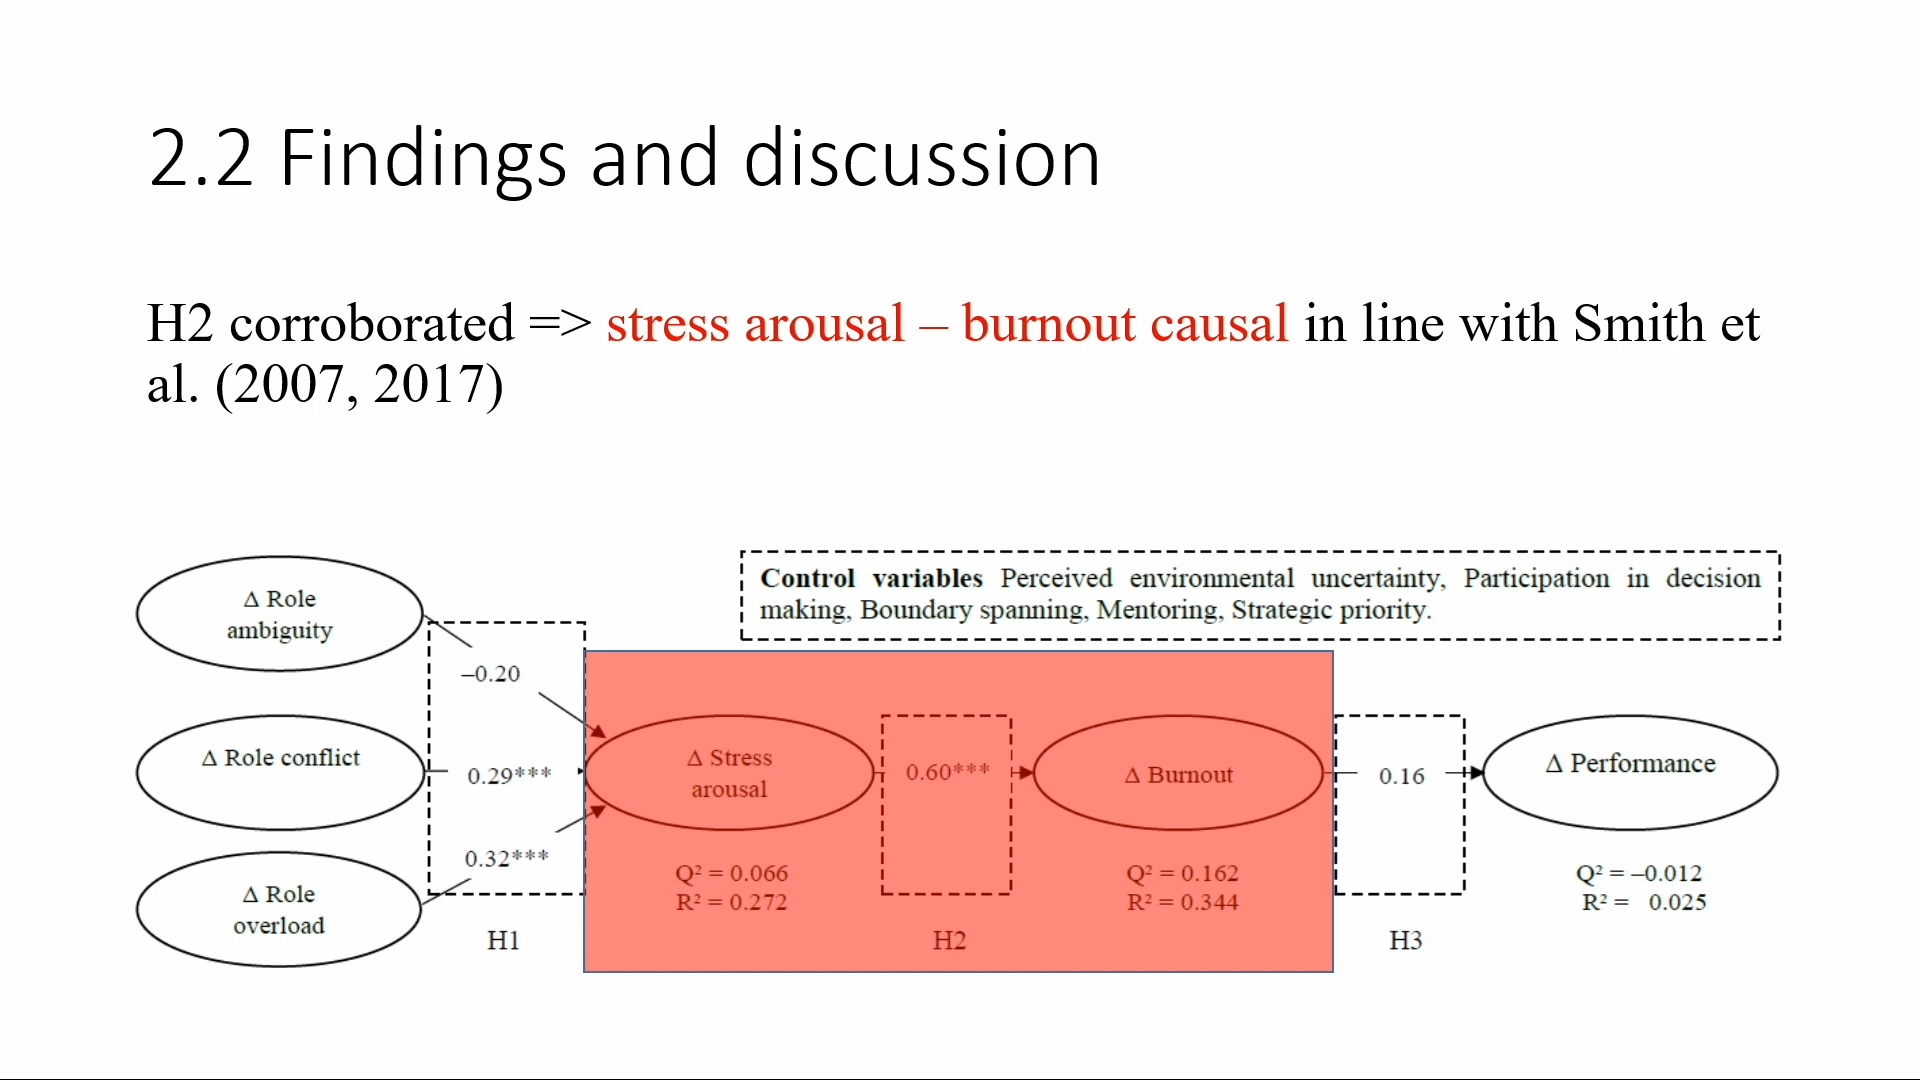 2.2 Findings and discussion
H2 corroborated => stress arousal – burnout causal in line with Smith et
al. (2007, 2017)
Control variables Perceived environmental uncertainty, Participation in decision
making, Boundary spanning, Mentoring, Strategic priority.
Δ Role
ambiguity
–0.20
Δ Role conflict
0.29***
Δ Stress
arousal
0.60***
Δ Burnout
0.16
Δ Performance
0.32***
Δ Role
overload
Q² = 0.066
R² = 0.272
Q² = 0.162
R² = 0.344
Q² = –0.012
R² = 0.025
H1
H2
H3